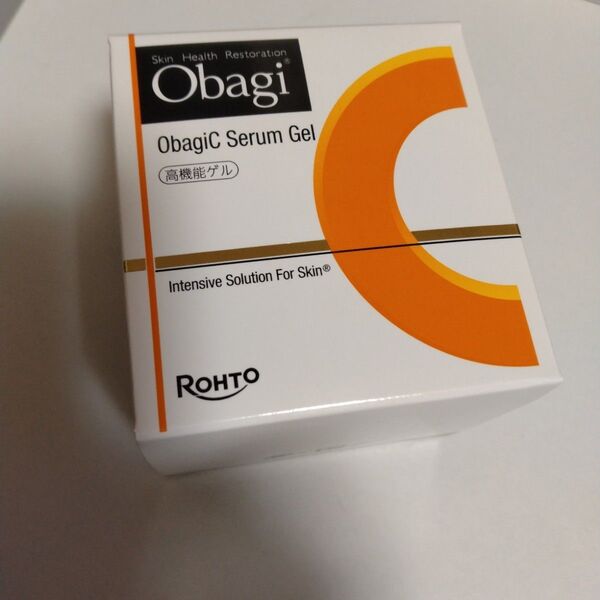 Skin Health Restoration
Obagi®
ObagiC Serum Gel
高機能ゲル
Intensive Solution For Skin®
ROHTO